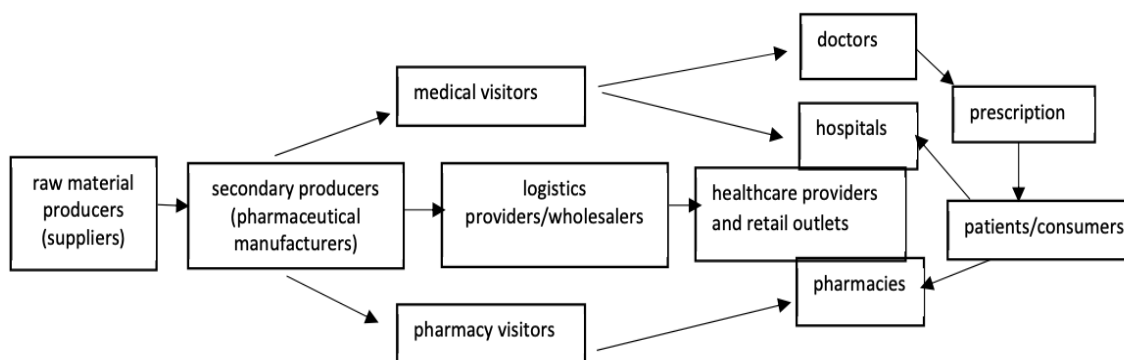 doctors
medical visitors
prescription
hospitals
raw material
producers
(suppliers)
secondary producers
(pharmaceutical
manufacturers)
logistics
providers/wholesalers
healthcare providers
and retail outlets
patients/consumers
pharmacies
pharmacy visitors